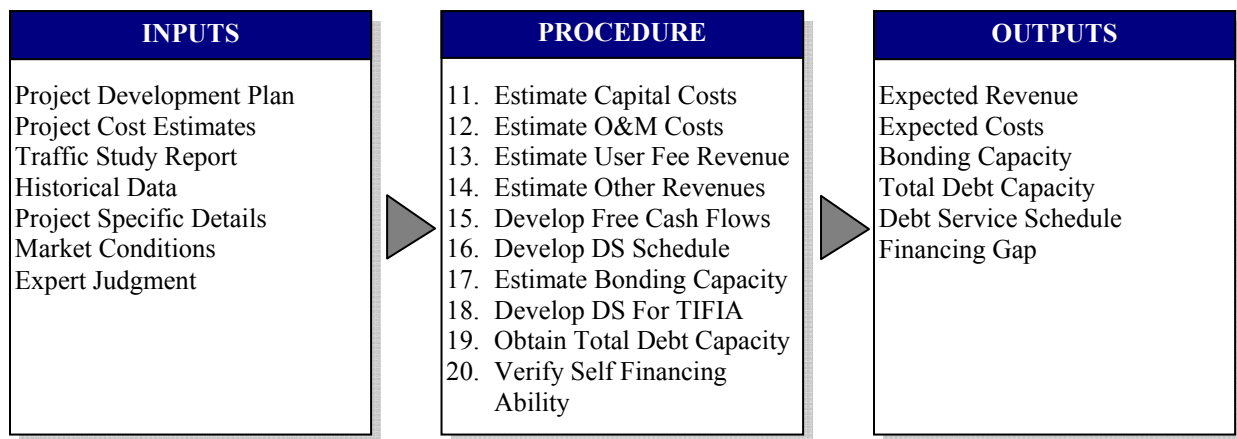 INPUTS
Project Development Plan
Project Cost Estimates
Traffic Study Report
Historical Data
Project Specific Details
Market Conditions
Expert Judgment
PROCEDURE
11. Estimate Capital Costs
12. Estimate O&M Costs
13. Estimate User Fee Revenue
14. Estimate Other Revenues
15. Develop Free Cash Flows
16. Develop DS Schedule
17. Estimate Bonding Capacity
18. Develop DS For TIFIA
19. Obtain Total Debt Capacity
20. Verify Self Financing
Ability
OUTPUTS
Expected Revenue
Expected Costs
Bonding Capacity
Total Debt Capacity
Debt Service Schedule
Financing Gap